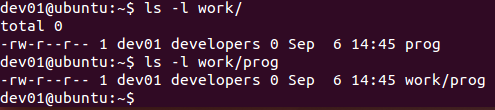 dev01@ubuntu:~$ ls -l work/
total 0
-rw-r--r-- 1 dev01 developers 0 Sep  6 14:45 prog
dev01@ubuntu:~$ ls -l work/prog
-rw-r--r-- 1 dev01 developers 0 Sep  6 14:45 work/prog
dev01@ubuntu:~$